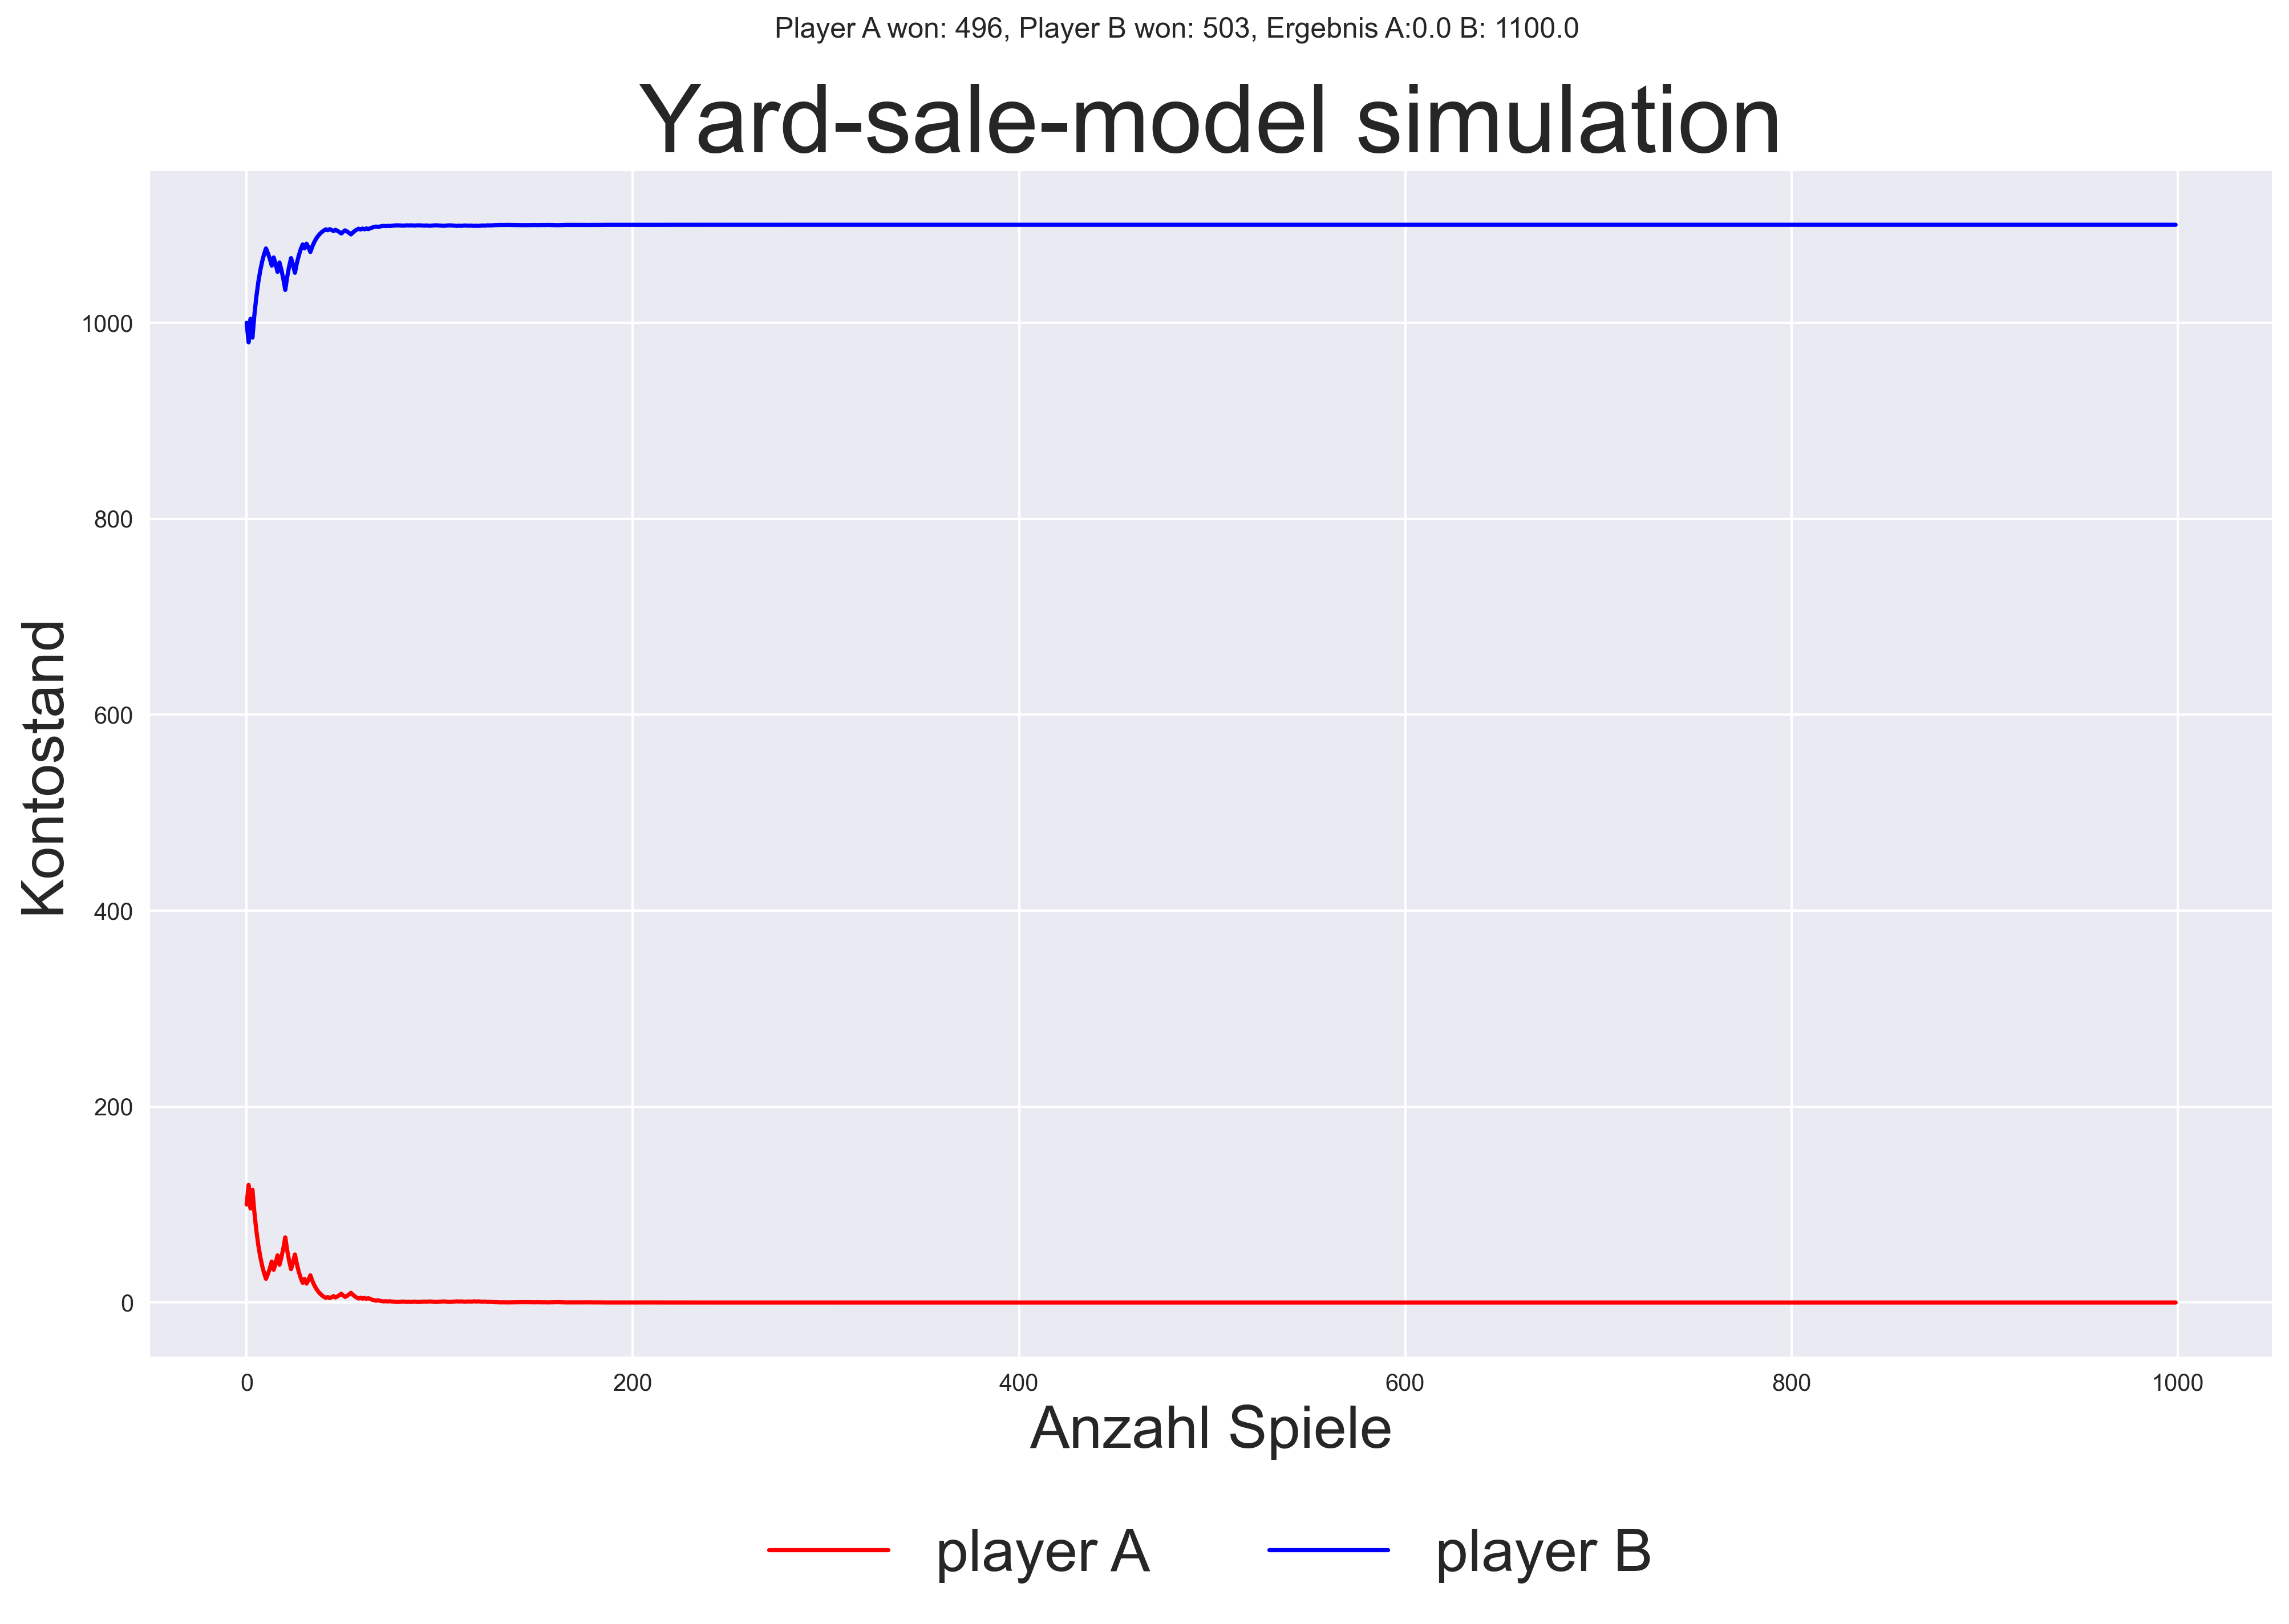 Player A won: 496, Player B won: 503, Ergebnis A:0.0 B: 1100.0
Yard-sale-model simulation
Kontostand
1000
800
600
400
200
0
0 200 400 600 800 1000
Anzahl Spiele
player A player B